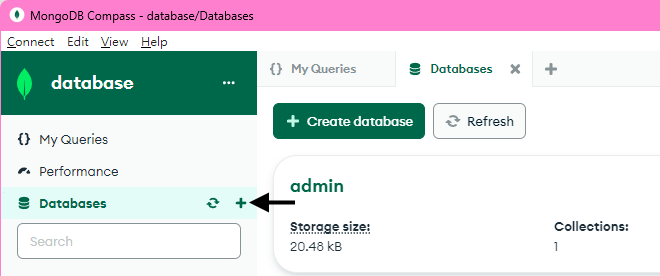 MongoDB Compass - database/Databases
Connect Edit View Help
database
My Queries
Databases
My Queries
Performance
Databases
Search
Create database
Refresh
admin
Storage size:
20.48 kB
Collections:
1